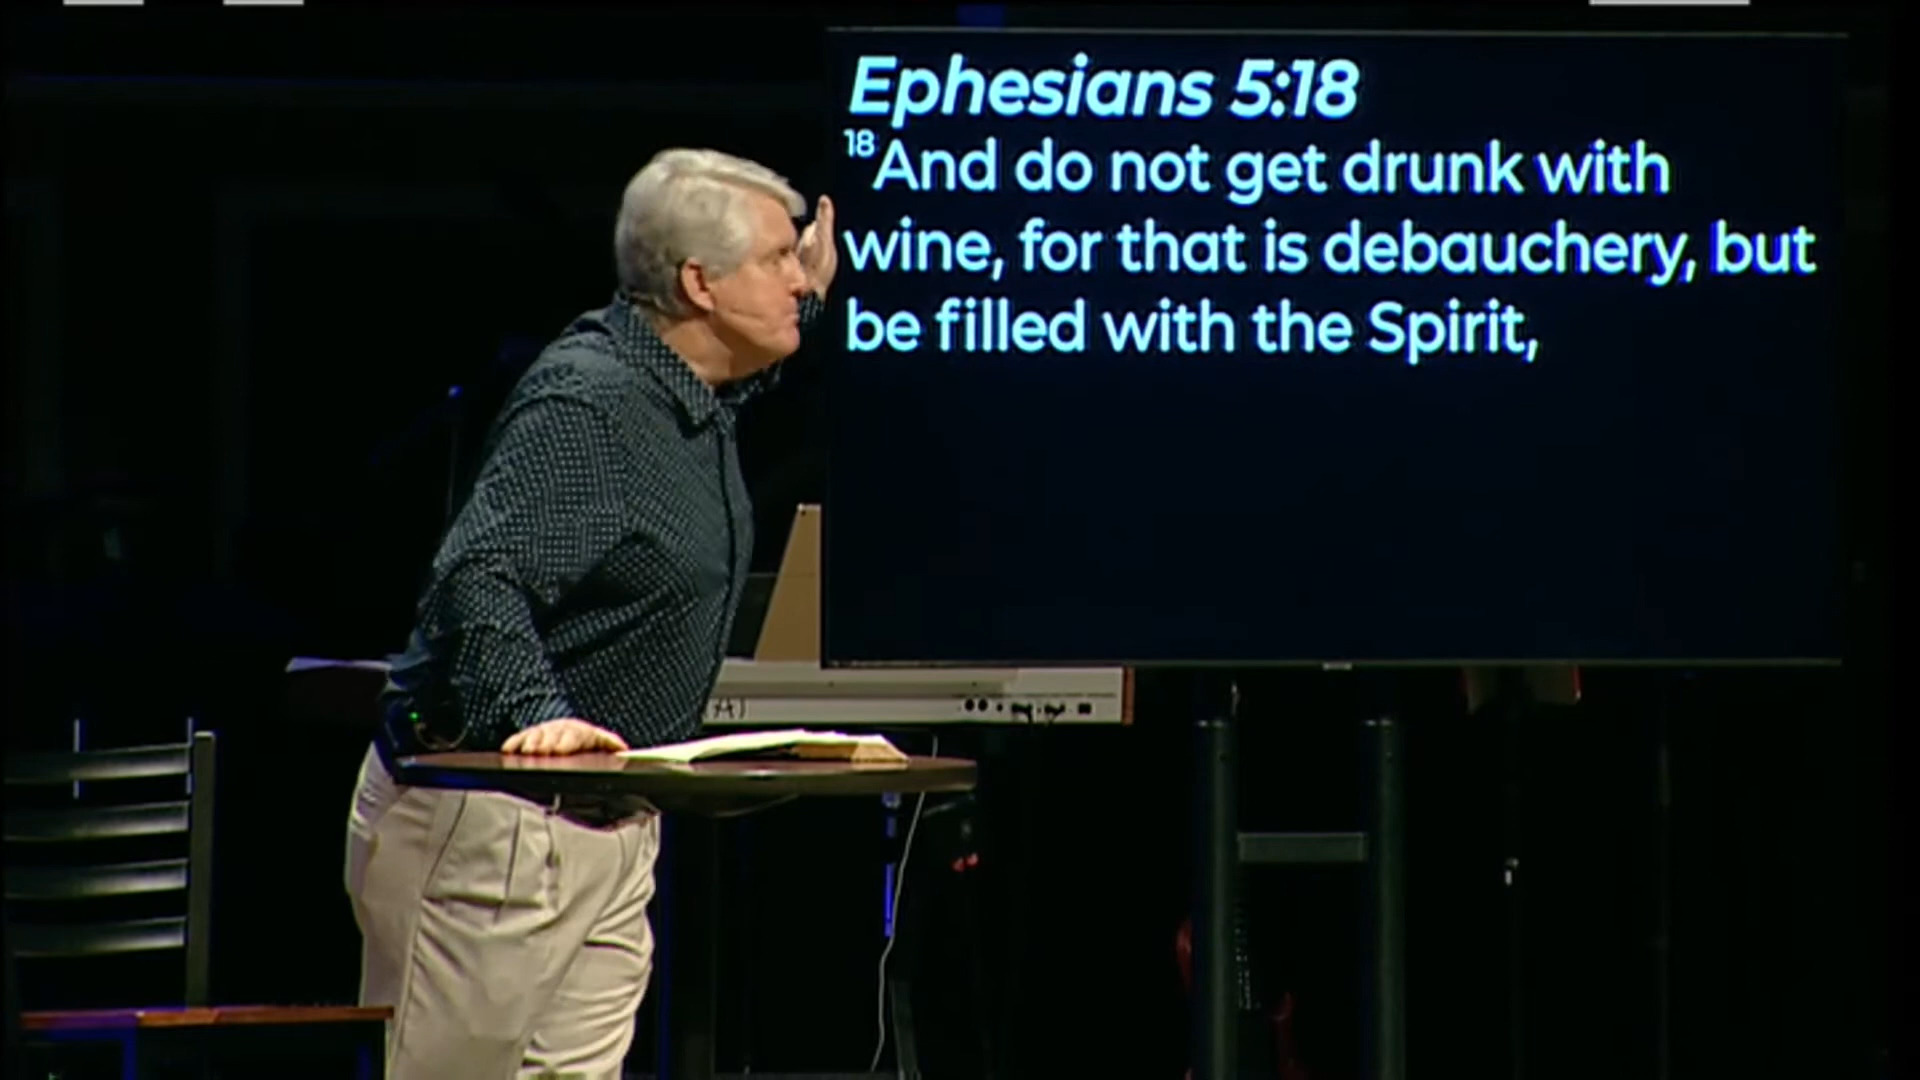 Ephesians 5:18
18And do not get drunk with
wine, for that is debauchery, but
be filled with the Spirit,